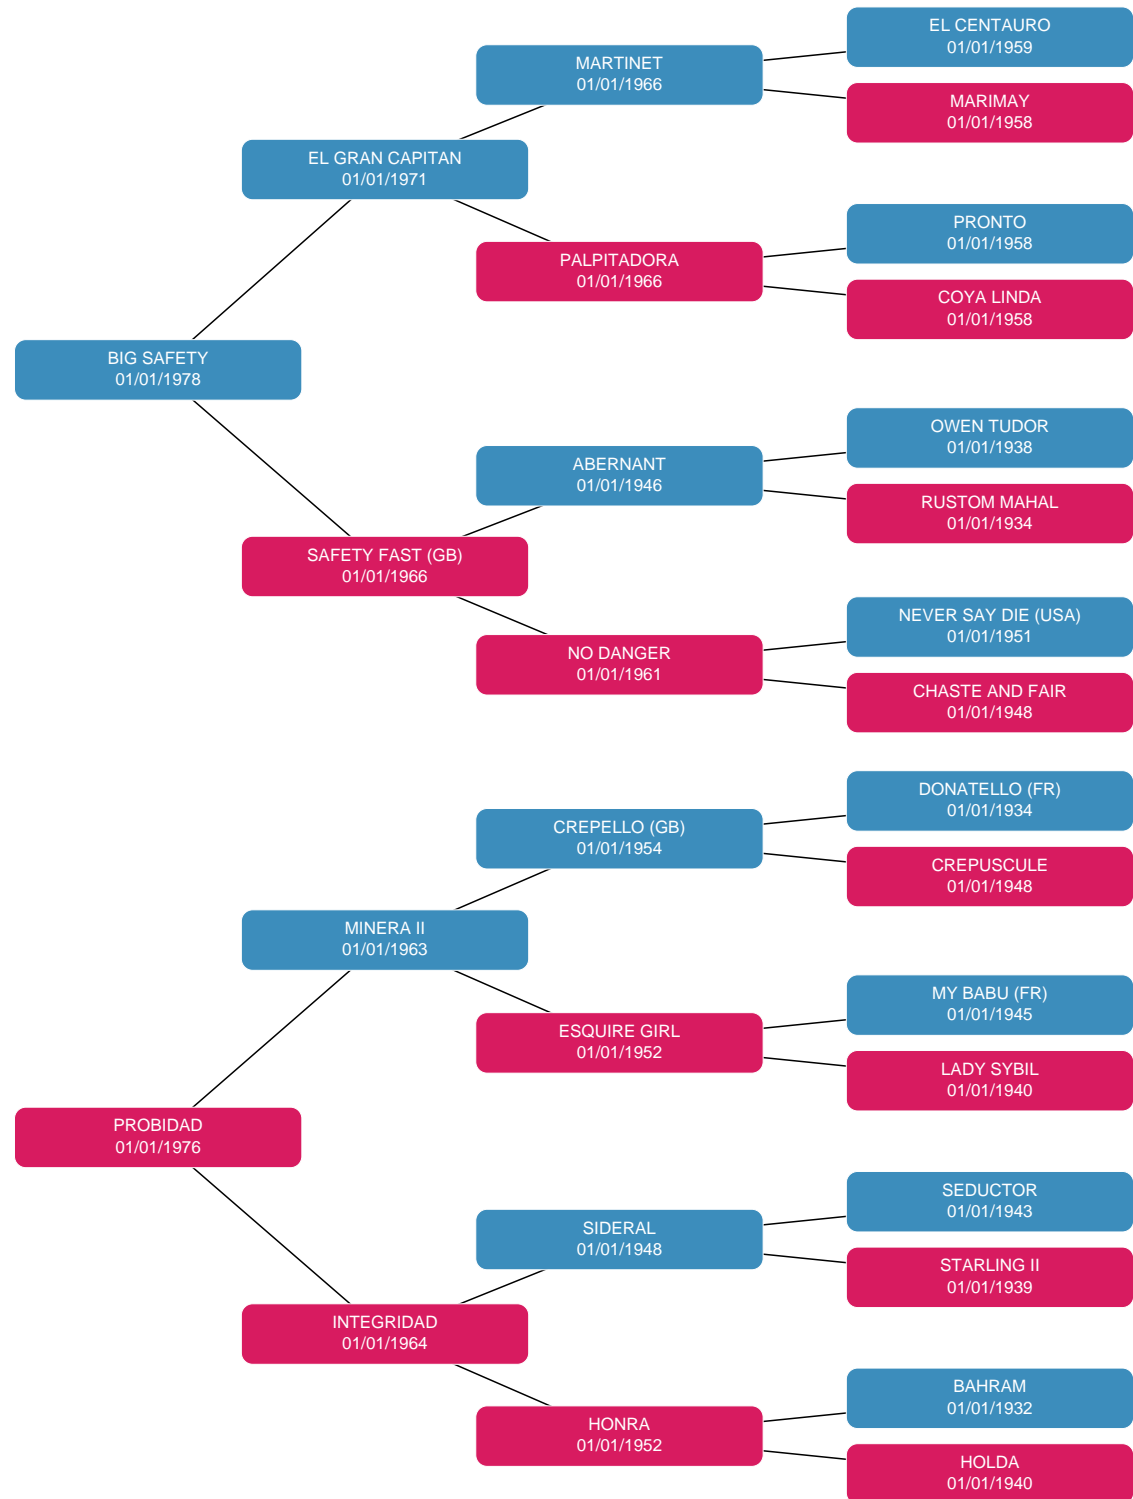 EL CENTAURO
01/01/1959
MARTINET
01/01/1966
MARIMAY
01/01/1958
EL GRAN CAPITAN
01/01/1971
PRONTO
01/01/1958
PALPITADORA
01/01/1966
COYA LINDA
01/01/1958
BIG SAFETY
01/01/1978
OWEN TUDOR
01/01/1938
ABERNANT
01/01/1946
RUSTOM MAHAL
01/01/1934
SAFETY FAST (GB)
01/01/1966
NEVER SAY DIE (USA)
01/01/1951
NO DANGER
01/01/1961
CHASTE AND FAIR
01/01/1948
DONATELLO (FR)
01/01/1934
CREPELLO (GB)
01/01/1954
CREPUSCULE
01/01/1948
MINERA II
01/01/1963
MY BABU (FR)
01/01/1945
ESQUIRE GIRL
01/01/1952
LADY SYBIL
01/01/1940
PROBIDAD
01/01/1976
SEDUCTOR
01/01/1943
SIDERAL
01/01/1948
STARLING II
01/01/1939
INTEGRIDAD
01/01/1964
BAHRAM
01/01/1932
HONRA
01/01/1952
HOLDA
01/01/1940